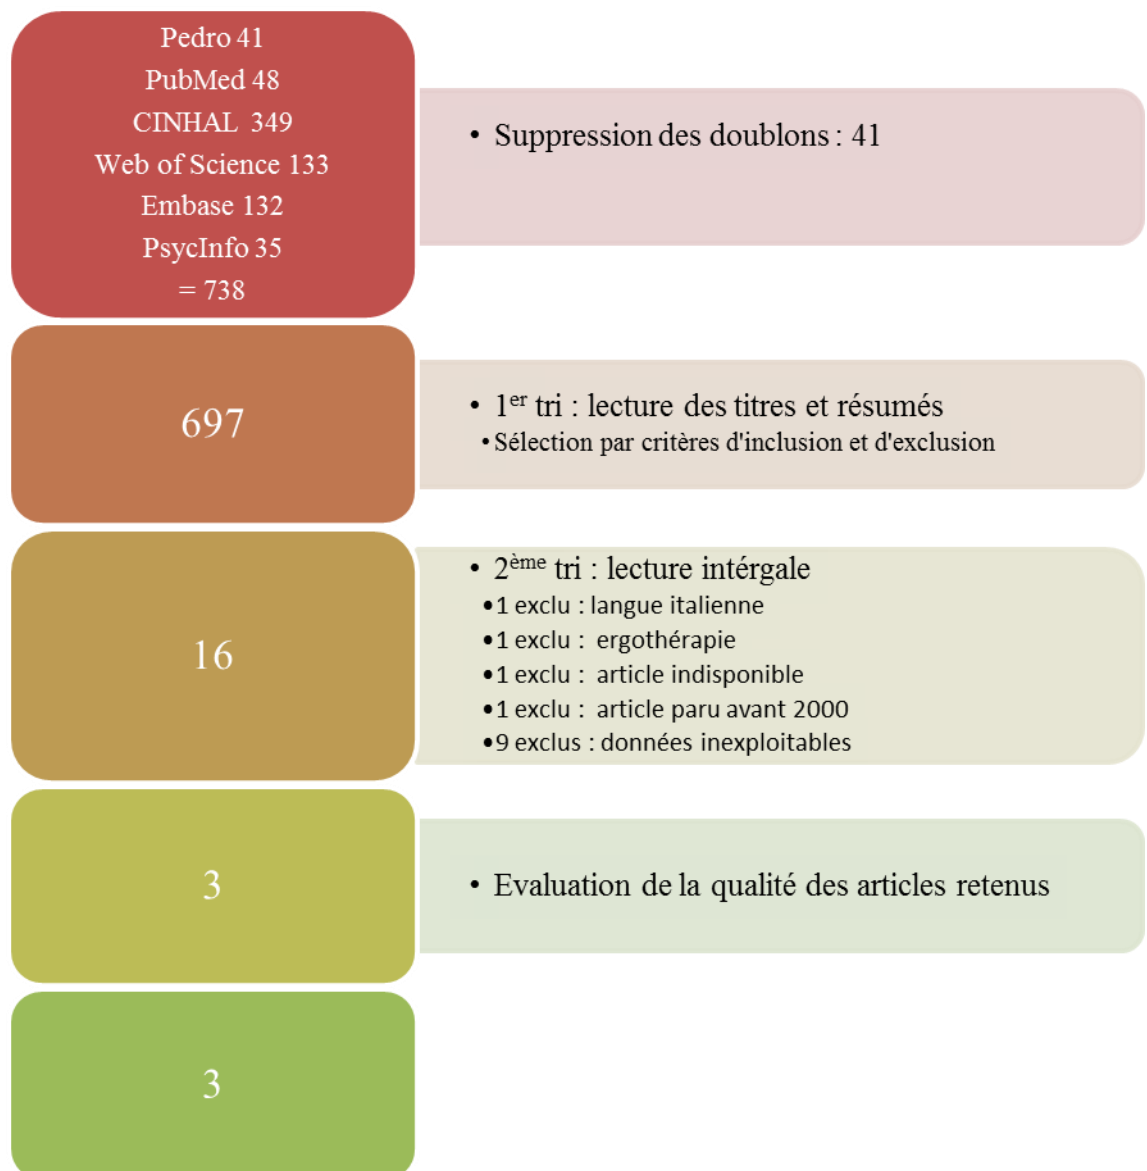 Pedro 41
PubMed 48
CINHAL 349
Web of Science 133
Embase 132
PsycInfo 35
= 738
• Suppression des doublons : 41
697
• 1er tri : lecture des titres et résumés
• Sélection par critères d'inclusion et d'exclusion
16
• 2ème tri : lecture intérgale
•1 exclu : langue italienne
•1 exclu : ergothérapie
•1 exclu : article indisponible
•1 exclu : article paru avant 2000
•9 exclus : données inexploitables
3
• Evaluation de la qualité des articles retenus
3